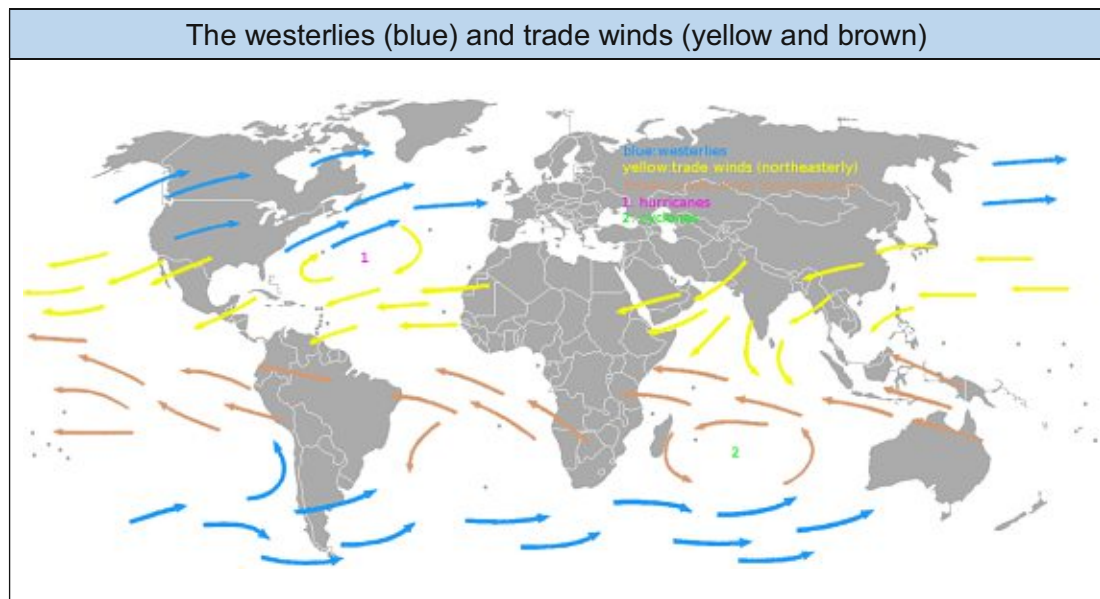 The westerlies (blue) and trade winds (yellow and brown)
blue:westerlies
yellow:trade winds (northeasterly)
1: hurricanes
2:
1
2